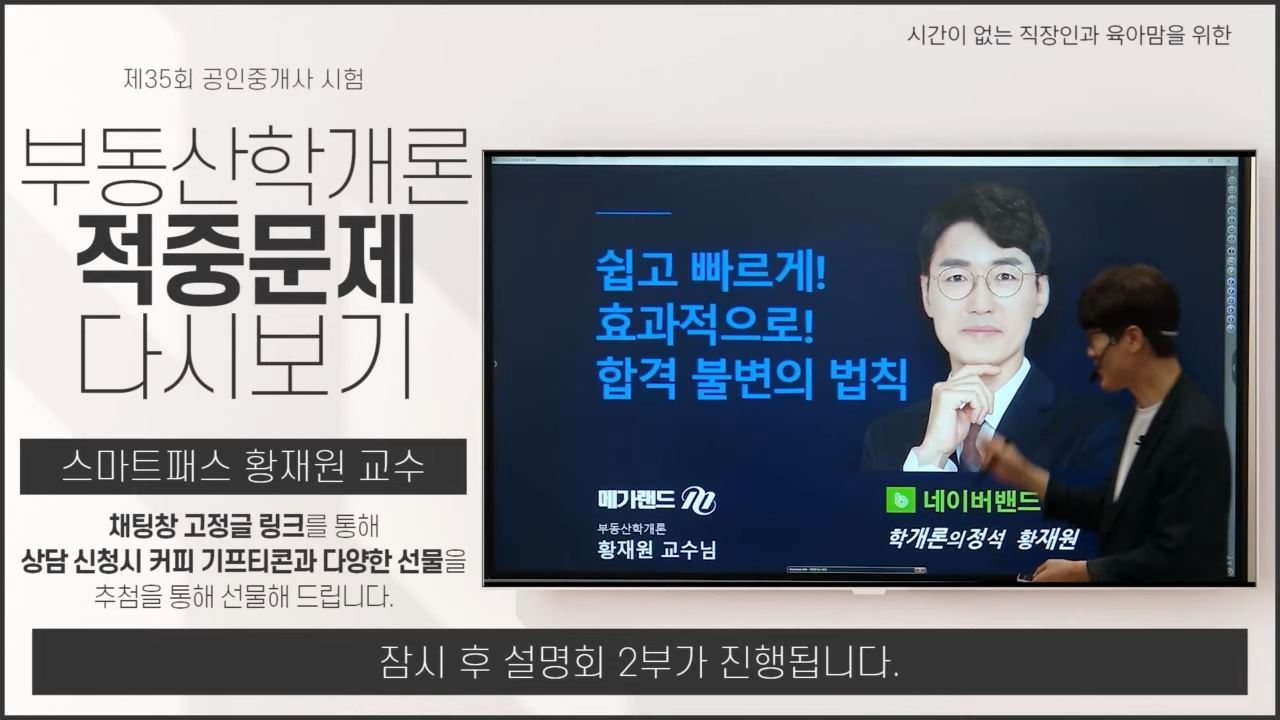 시간이 없는 직장인과 육아맘을 위한
제35회 공인중개사 시험
부동산학개론
적중문제
다시보기
스마트패스 황재원 교수
채팅창 고정글 링크를 통해
상담 신청시 커피 기프티콘과 다양한 선물을
추첨을 통해 선물해 드립니다.
쉽고 빠르게!
효과적으로!
합격 불변의 법칙
메가랜드
부동산학개론
황재원 교수님
네이버밴드
학개론의정석 황재원
잠시 후 설명회 2부가 진행됩니다.